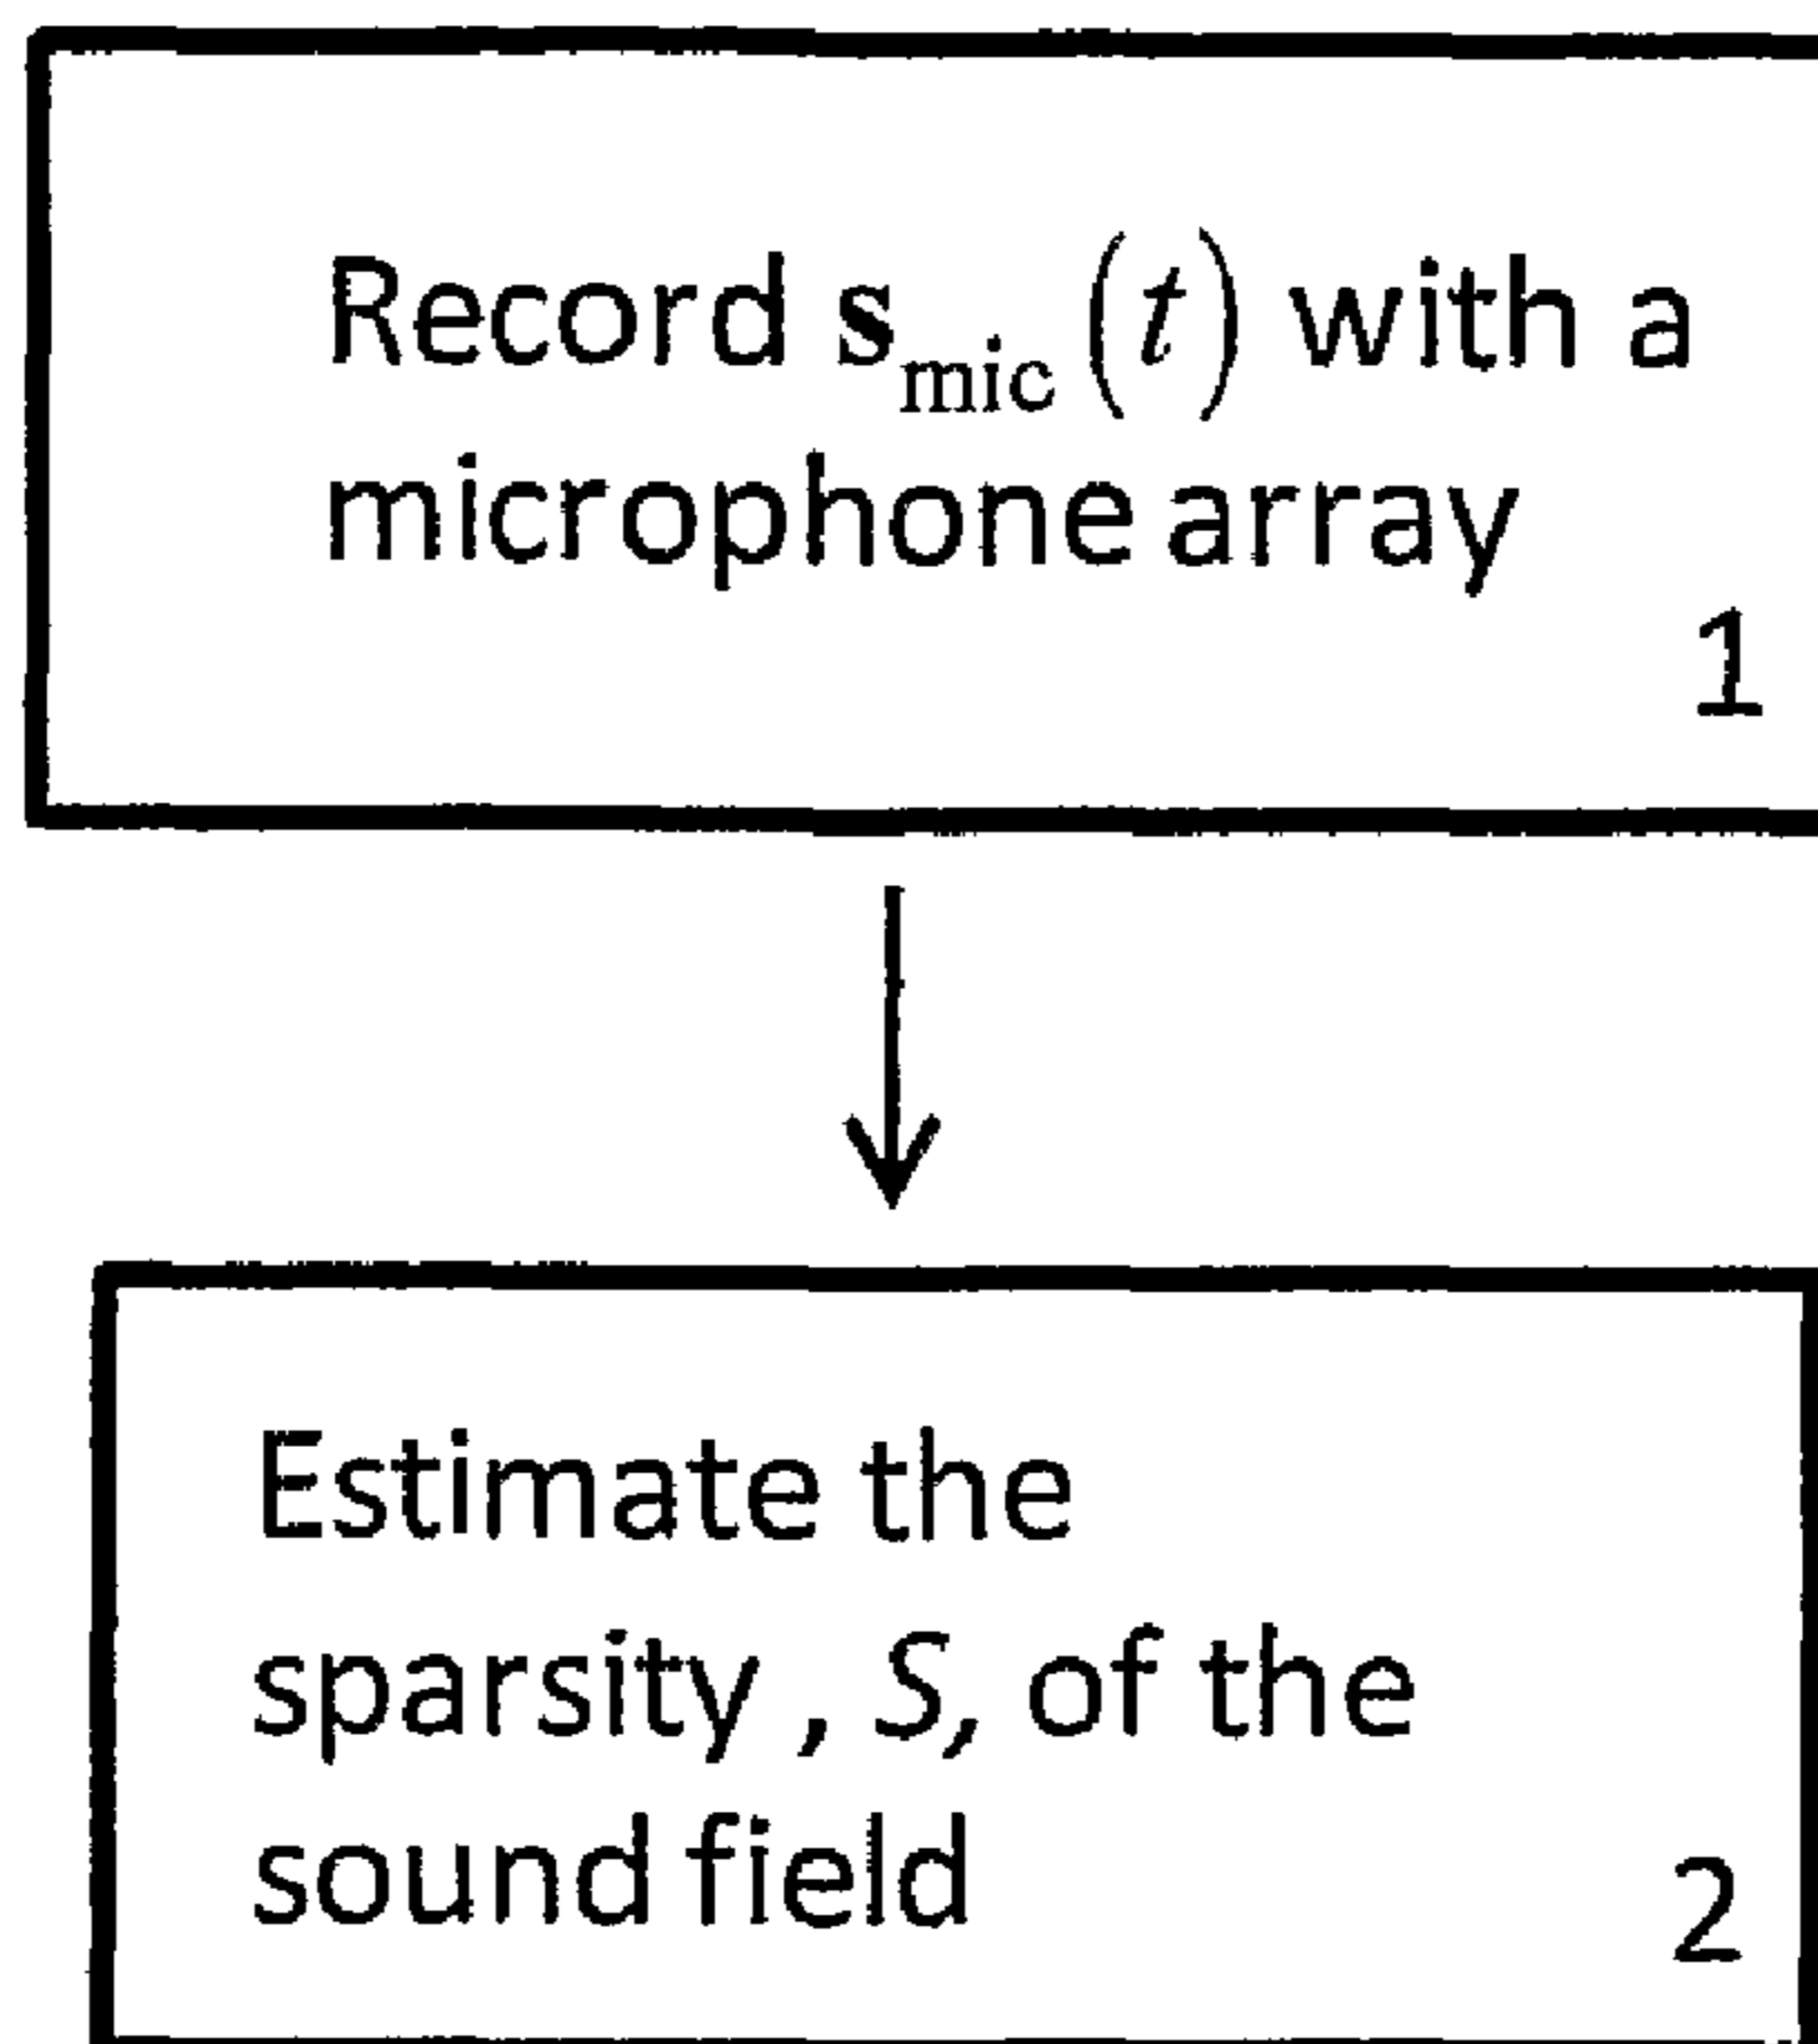 Record s_mic (t) with a
microphone array
1
Estimate the
sparsity , S, of the
sound field
2